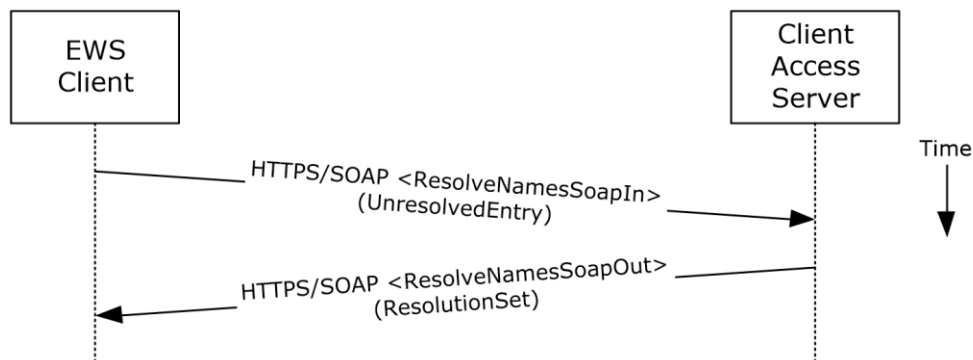 EWS
Client
Client
Access
Server
Time
HTTPS/SOAP <ResolveNamesSoapIn>
(UnresolvedEntry)
HTTPS/SOAP <ResolveNamesSoapOut>
(ResolutionSet)